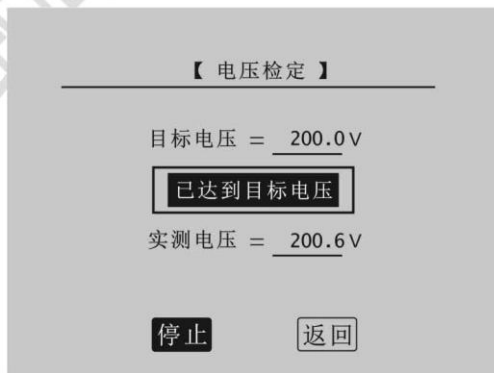 【 电压检定 】
目标电压 = 200.0V
已达到目标电压
实测电压 = 200.6V
停止 返回